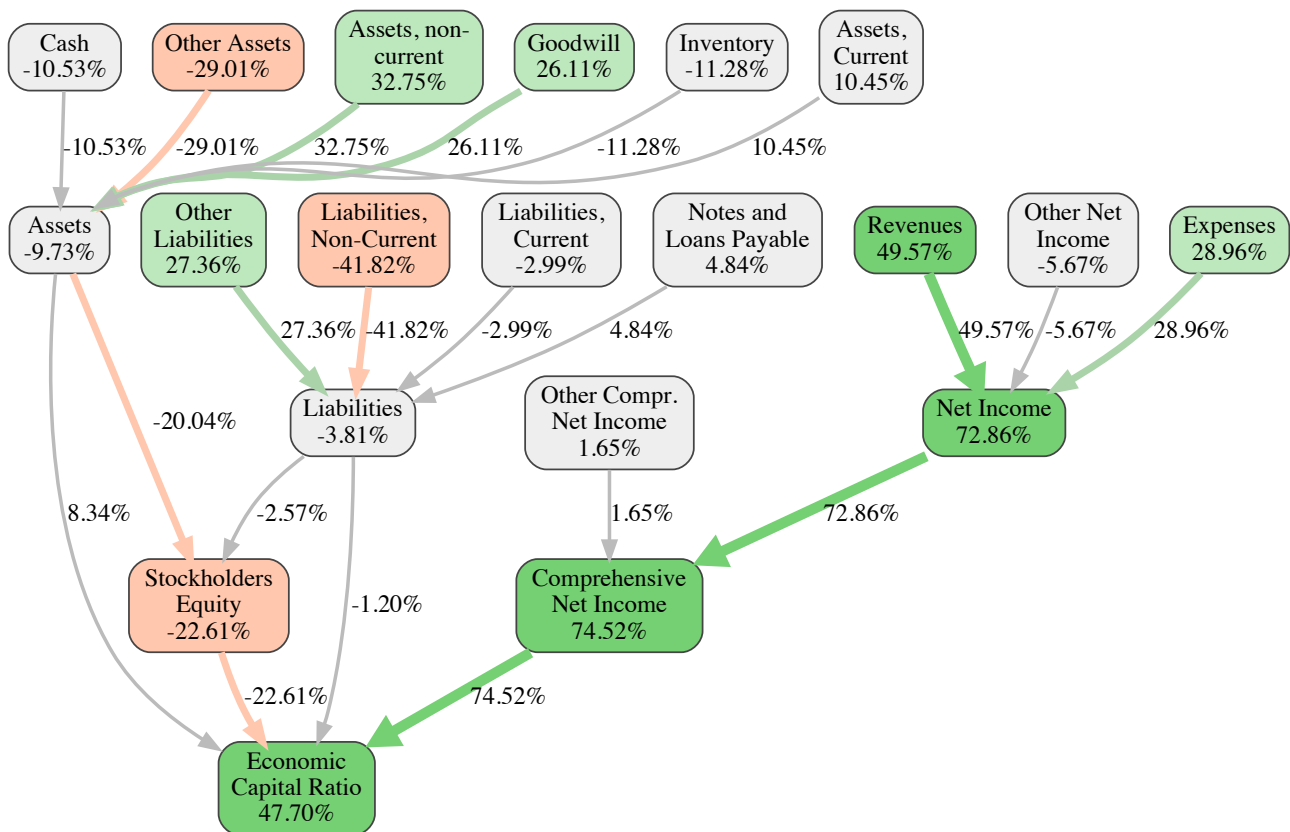 Cash
-10.53%
Other Assets
-29.01%
Assets, non-
current
32.75%
Goodwill
26.11%
Inventory
-11.28%
Assets,
Current
10.45%
-10.53%
-29.01%
32.75%
26.11%
-11.28%
10.45%
Assets
-9.73%
Other
Liabilities
27.36%
Liabilities,
Non-Current
-41.82%
Liabilities,
Current
-2.99%
Notes and
Loans Payable
4.84%
Revenues
49.57%
Other Net
Income
-5.67%
Expenses
28.96%
27.36%
-41.82%
-2.99%
4.84%
49.57%
-5.67%
28.96%
-20.04%
Liabilities
-3.81%
Other Compr.
Net Income
1.65%
Net Income
72.86%
8.34%
-2.57%
1.65%
72.86%
Stockholders
Equity
-22.61%
-1.20%
Comprehensive
Net Income
74.52%
-22.61%
74.52%
Economic
Capital Ratio
47.70%